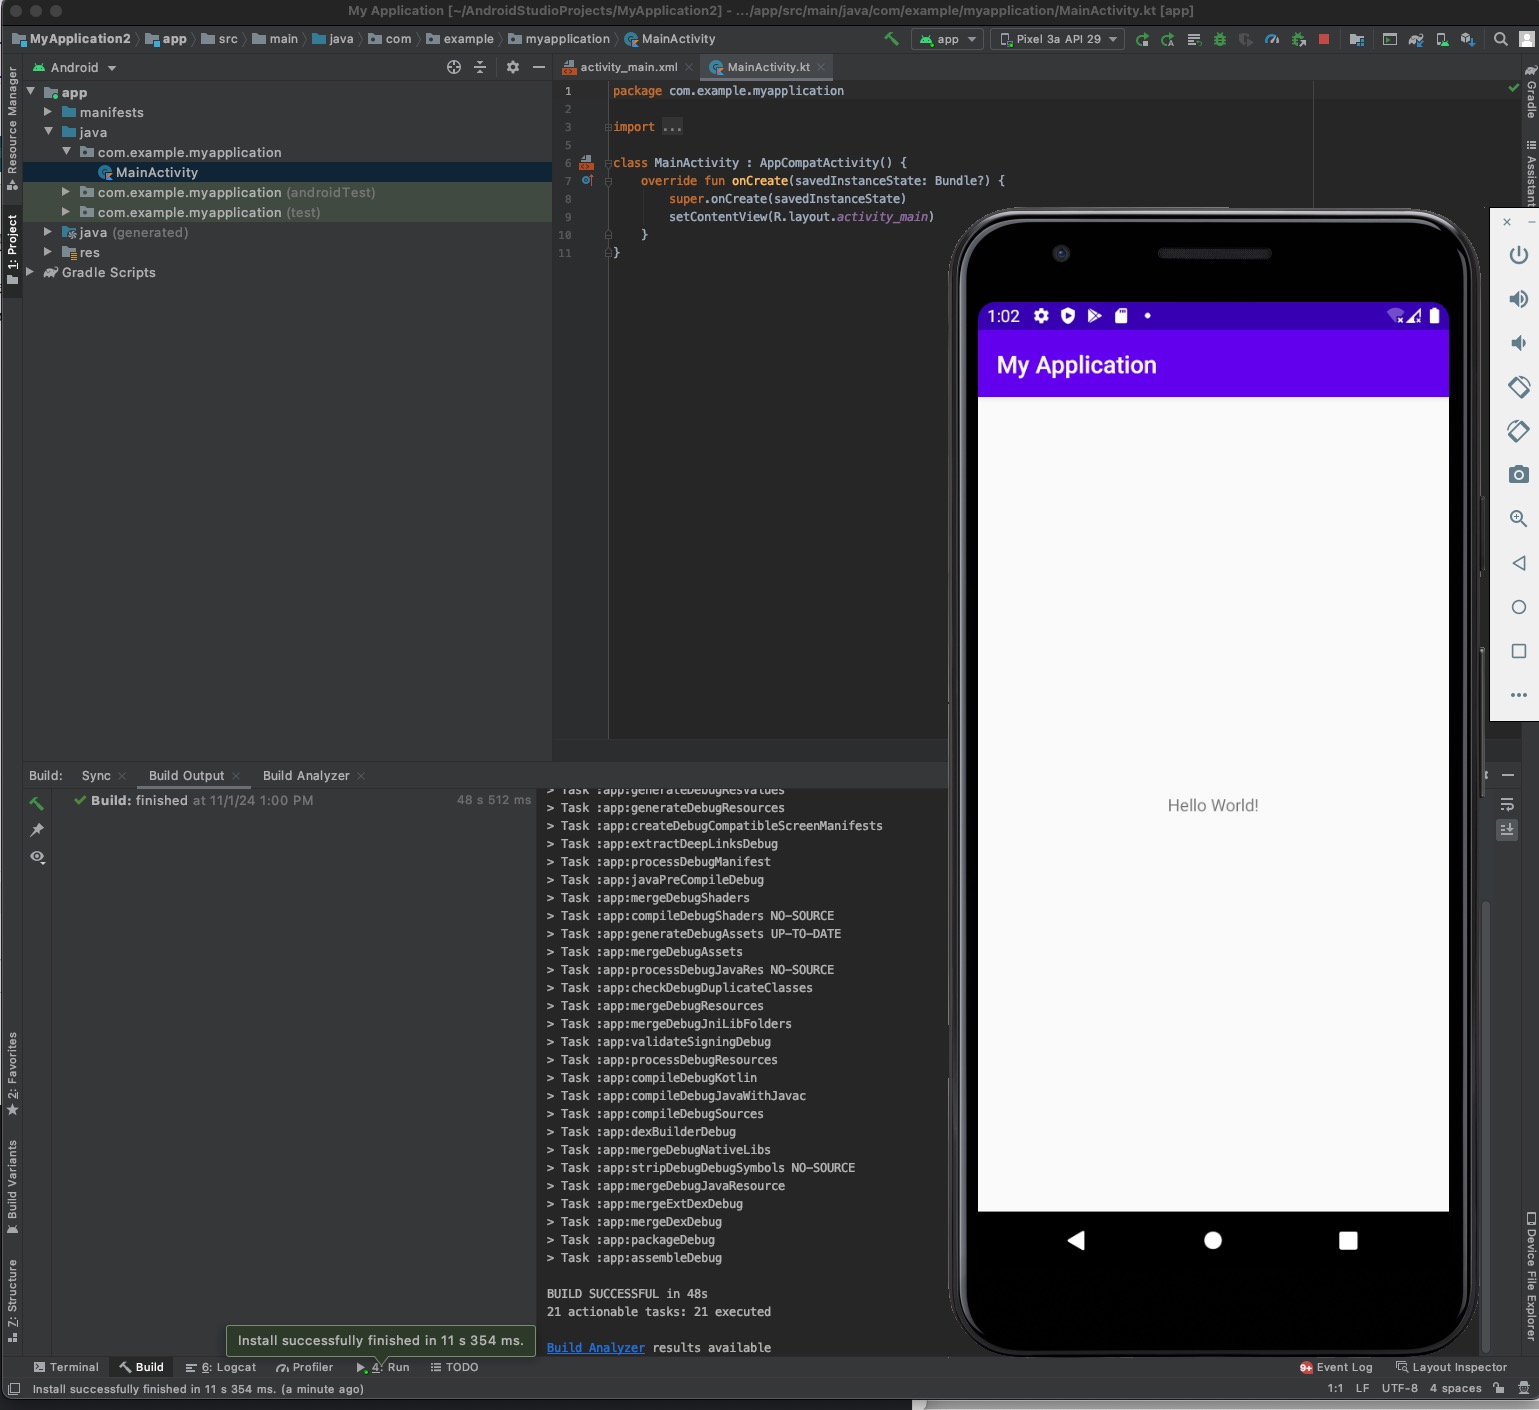 My Application [~/AndroidStudioProjects/MyApplication2] - .../app/src/main/java/com/example/myapplication/MainActivity.kt [app]
MyApplication2 app src main java com example myapplication MainActivity
app Pixel 3a API 29
Android
activity_main.xml MainActivity.kt
Resource Manager
1: Project
app
manifests
java
com.example.myapplication
MainActivity
com.example.myapplication (androidTest)
com.example.myapplication (test)
java (generated)
res
Gradle Scripts
1 package com.example.myapplication
2
3 import ...
5
6 class MainActivity : AppCompatActivity() {
7 override fun onCreate(savedInstanceState: Bundle?) {
8 super.onCreate(savedInstanceState)
9 setContentView(R.layout.activity_main)
10 }
11 }
Gradle
Assistant
1:02
My Application
Hello World!
Build: Sync Build Output Build Analyzer
Build: finished at 11/1/24 1:00 PM 48 s 512 ms
> Task :app:generateDebugResValues
> Task :app:generateDebugResources
> Task :app:createDebugCompatibleScreenManifests
> Task :app:extractDeepLinksDebug
> Task :app:processDebugManifest
> Task :app:javaPreCompileDebug
> Task :app:mergeDebugShaders
> Task :app:compileDebugShaders NO-SOURCE
> Task :app:generateDebugAssets UP-TO-DATE
> Task :app:mergeDebugAssets
> Task :app:processDebugJavaRes NO-SOURCE
> Task :app:checkDebugDuplicateClasses
> Task :app:mergeDebugResources
> Task :app:mergeDebugJniLibFolders
> Task :app:validateSigningDebug
> Task :app:processDebugResources
> Task :app:compileDebugKotlin
> Task :app:compileDebugJavaWithJavac
> Task :app:compileDebugSources
> Task :app:dexBuilderDebug
> Task :app:mergeDebugNativeLibs
> Task :app:stripDebugDebugSymbols NO-SOURCE
> Task :app:mergeDebugJavaResource
> Task :app:mergeExtDexDebug
> Task :app:mergeDexDebug
> Task :app:packageDebug
> Task :app:assembleDebug
BUILD SUCCESSFUL in 48s
21 actionable tasks: 21 executed
Build Analyzer results available
2: Favorites
Build Variants
Z: Structure
Device File Explorer
Install successfully finished in 11 s 354 ms.
Terminal Build 6: Logcat Profiler 4: Run TODO
9+ Event Log Layout Inspector
Install successfully finished in 11 s 354 ms. (a minute ago)
1:1 LF UTF-8 4 spaces